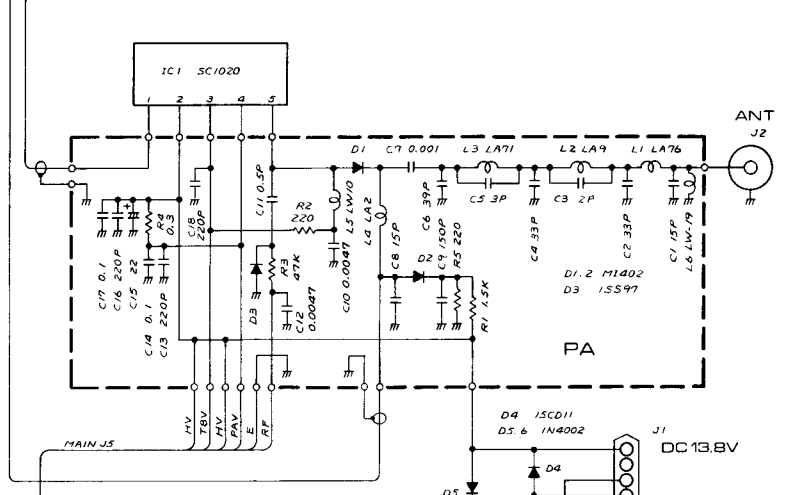 IC1 SC1020
1 2 3 4 5
ANT
J2
D1 C7 0.001 L3 LA71 L2 LA9 L1 LA76
C5 3P C3 2P
C11 0.5P
R2
220
L5 LW10
L4 LA2
C6 39P
C4 33P
C2 33P
C1 15P
L6 LW-19
R4
0.3
C18
220P
C17 0.1
C16 220P
C15 22
C14 0.1
C13 220P
D3
R3
47K
C12
0.0047
C10 0.0047
C8 15P
D2
C9 150P
R5 220
R1 1.5K
D1.2 MI402
D3 1SS97
PA
HV
T8V
HV
PAV
E
RF
MAIN J5
D4 15CD11
D5.6 1N4002
J1
DC 13.8V
D4
D5